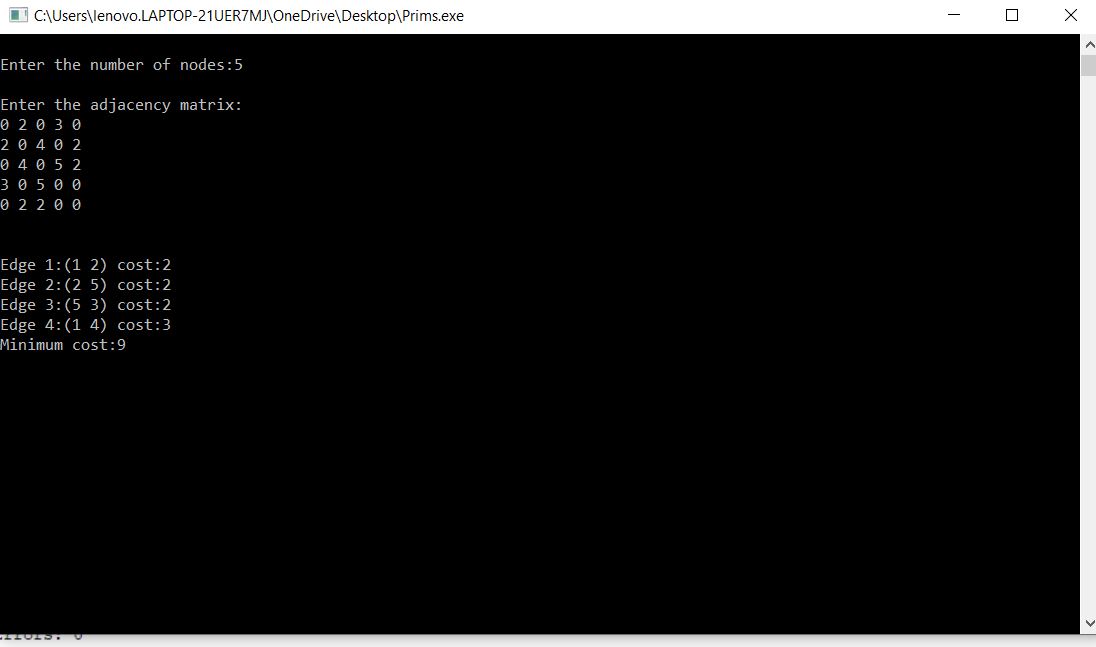 C:\Users\lenovo.LAPTOP-21UER7MJ\OneDrive\Desktop\Prims.exe
Enter the number of nodes:5
Enter the adjacency matrix:
0 2 0 3 0
2 0 4 0 2
0 4 0 5 2
3 0 5 0 0
0 2 2 0 0
Edge 1:(1 2) cost:2
Edge 2:(2 5) cost:2
Edge 3:(5 3) cost:2
Edge 4:(1 4) cost:3
Minimum cost:9